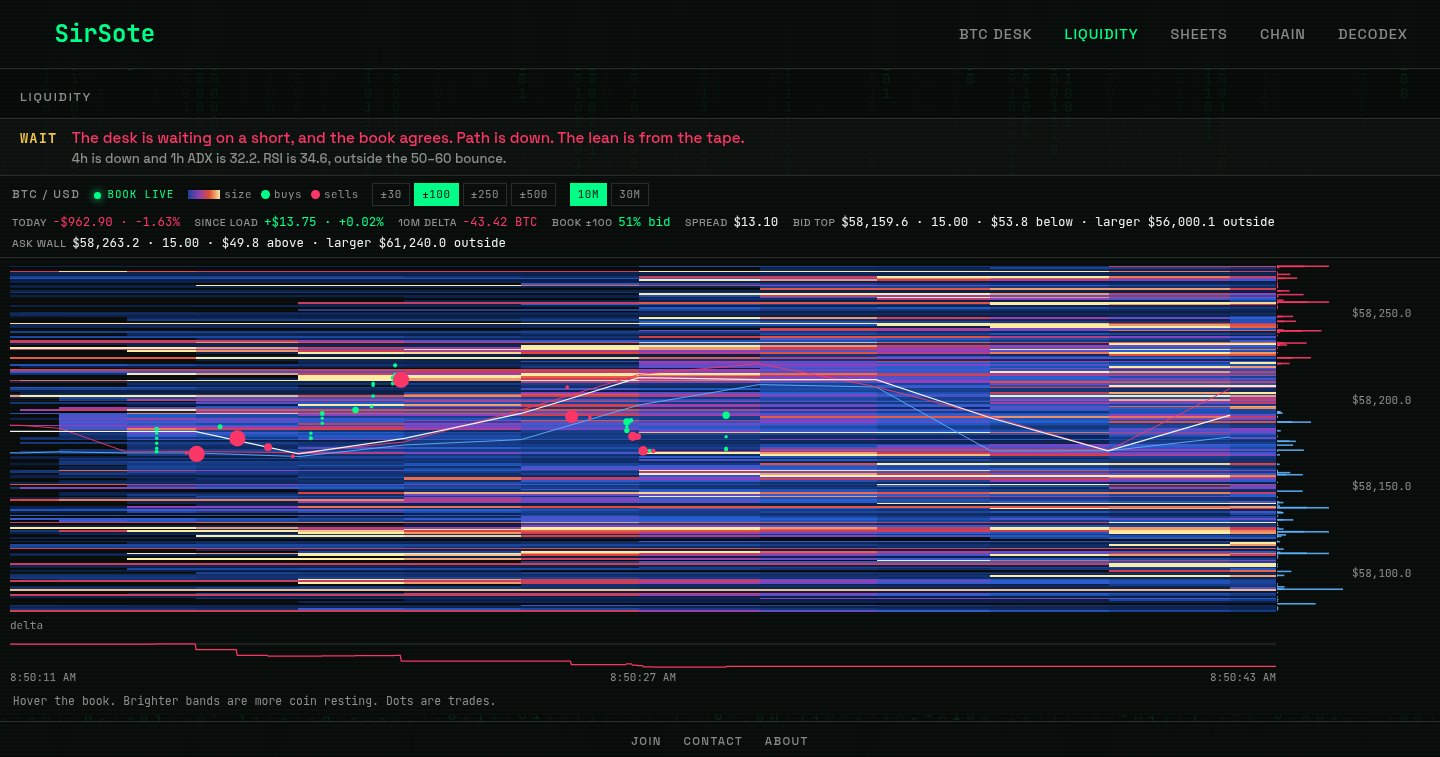 SirSote
BTC DESK LIQUIDITY SHEETS CHAIN DECODEX
LIQUIDITY
WAIT The desk is waiting on a short, and the book agrees. Path is down. The lean is from the tape.
4h is down and 1h ADX is 32.2. RSI is 34.6, outside the 50–60 bounce.
BTC / USD BOOK LIVE size buys sells ±30 ±100 ±250 ±500 10M 30M
TODAY -$962.90 · -1.63% SINCE LOAD +$13.75 · +0.02% 10M DELTA -43.42 BTC BOOK ±100 51% bid SPREAD $13.10 BID TOP $58,159.6 · 15.00 · $53.8 below · larger $56,000.1 outside
ASK WALL $58,263.2 · 15.00 · $49.8 above · larger $61,240.0 outside
$58,250.0
$58,200.0
$58,150.0
$58,100.0
delta
8:50:11 AM 8:50:27 AM 8:50:43 AM
Hover the book. Brighter bands are more coin resting. Dots are trades.
JOIN CONTACT ABOUT